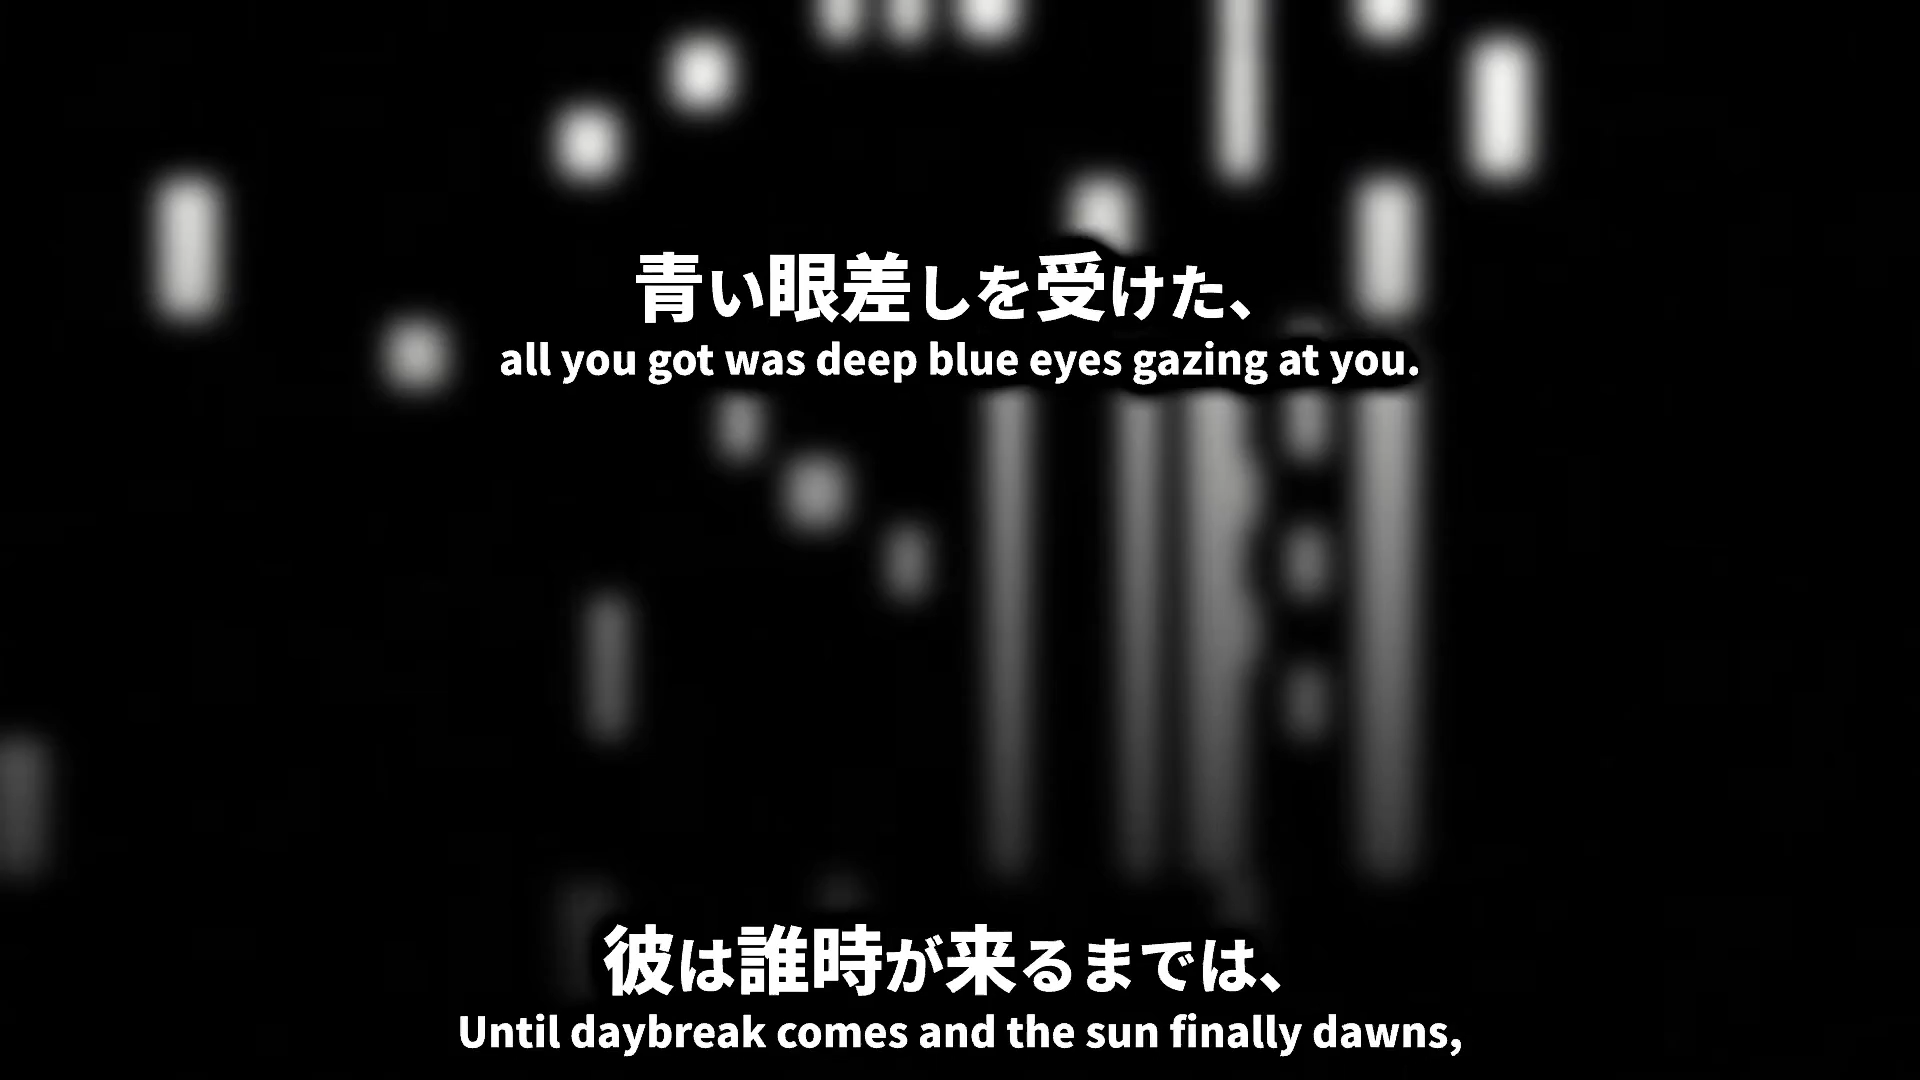 青い眼差しを受けた、
all you got was deep blue eyes gazing at you.
彼は誰時が来るまでは、
Until daybreak comes and the sun finally dawns,